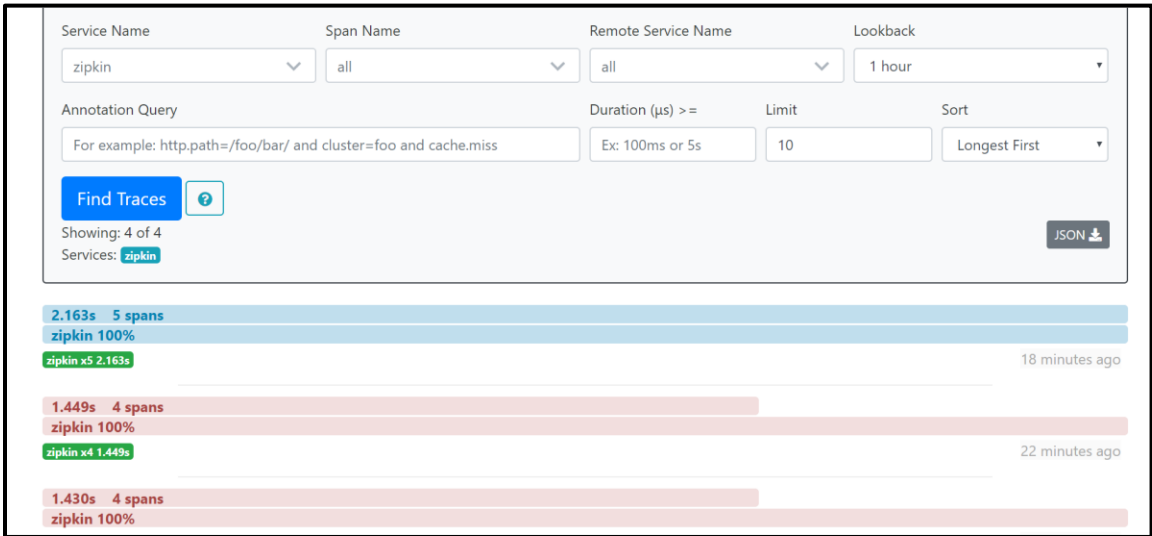 Service Name Span Name Remote Service Name Lookback
zipkin all all 1 hour
Annotation Query Duration (μs) >= Limit Sort
For example: http.path=/foo/bar/ and cluster=foo and cache.miss Ex: 100ms or 5s 10 Longest First
Find Traces
Showing: 4 of 4
JSON
Services: zipkin
2.163s 5 spans
zipkin 100%
zipkin x5 2.163s 18 minutes ago
1.449s 4 spans
zipkin 100%
zipkin x4 1.449s 22 minutes ago
1.430s 4 spans
zipkin 100%